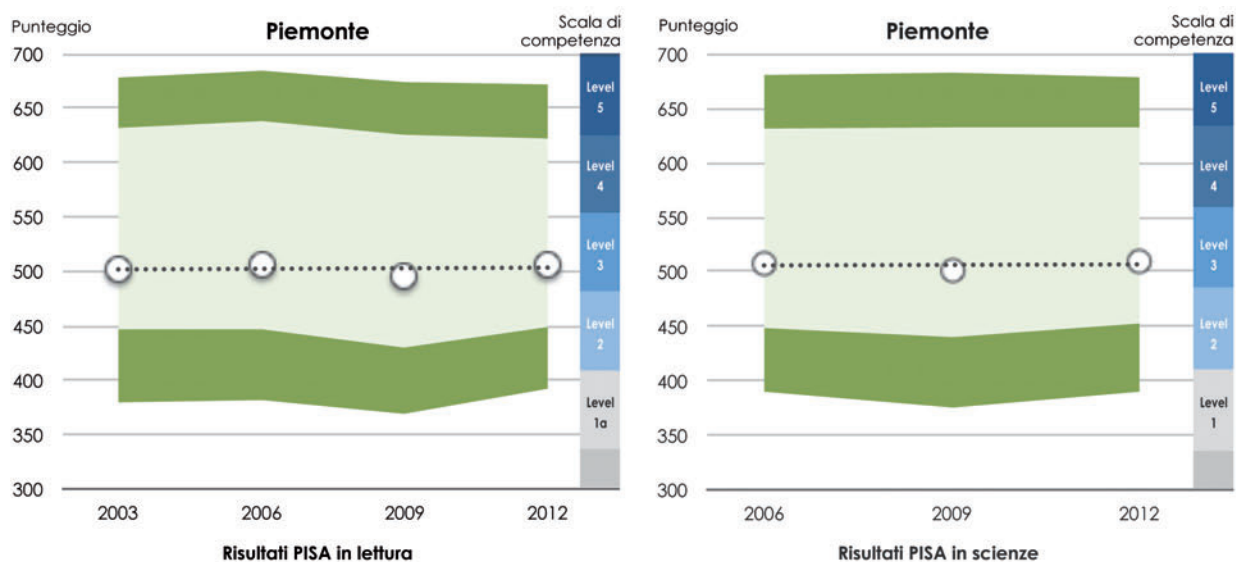 Punteggio
Piemonte
Scala di
competenza
700
650
600
550
500
450
400
350
300
Level
5
Level
4
Level
3
Level
2
Level
1a
2003 2006 2009 2012
Risultati PISA in lettura
Punteggio
Piemonte
Scala di
competenza
700
650
600
550
500
450
400
350
300
Level
5
Level
4
Level
3
Level
2
Level
1
2006 2009 2012
Risultati PISA in scienze